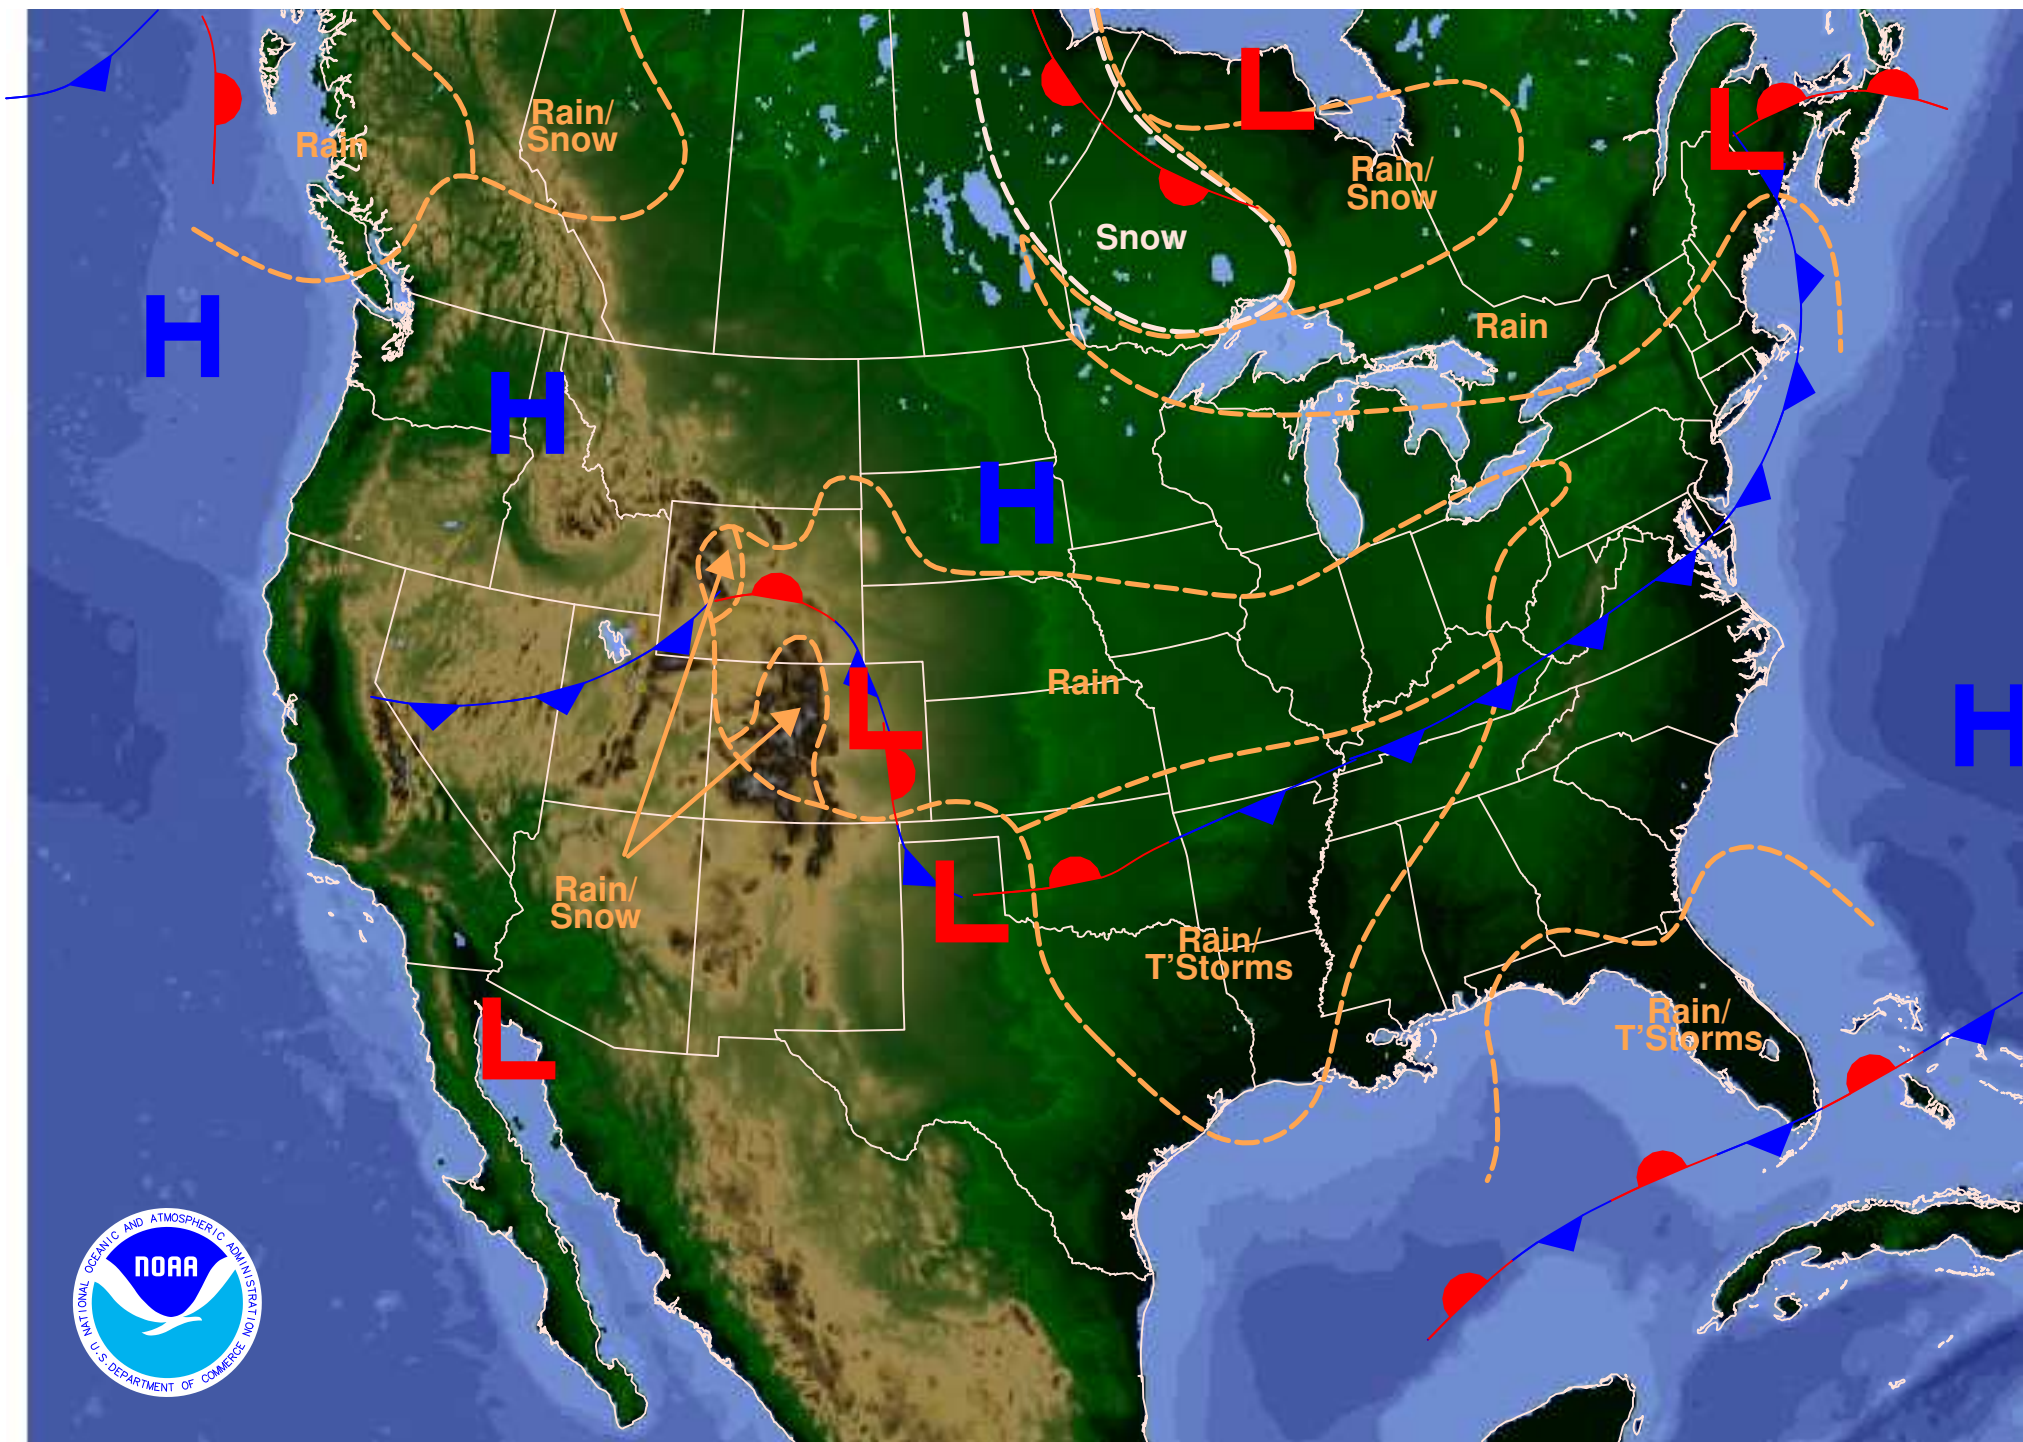 Rain/
Snow
Rain
Rain/
Snow
Snow
Rain
L
L
H
H
H
Rain
L
H
Rain/
Snow
L
Rain/
T'Storms
L
Rain/
T'Storms
NATIONAL OCEANIC AND ATMOSPHERIC ADMINISTRATION
NOAA
U.S. DEPARTMENT OF COMMERCE